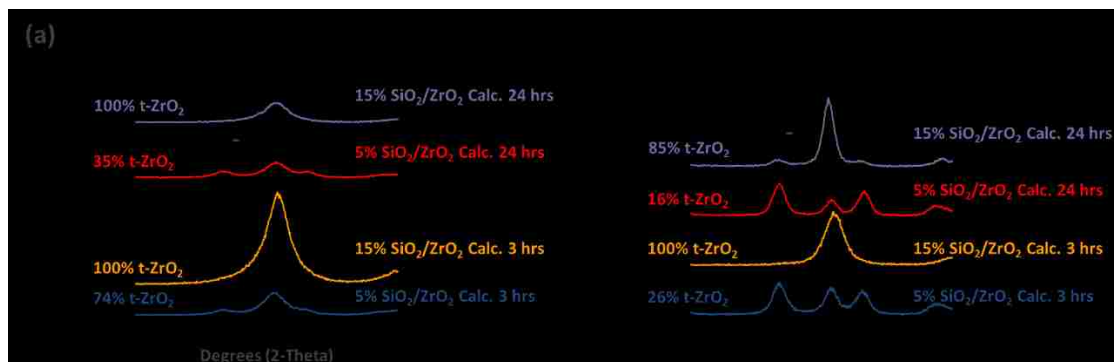 (a)
100% t-ZrO2
15% SiO2/ZrO2 Calc. 24 hrs
35% t-ZrO2
5% SiO2/ZrO2 Calc. 24 hrs
100% t-ZrO2
15% SiO2/ZrO2 Calc. 3 hrs
74% t-ZrO2
5% SiO2/ZrO2 Calc. 3 hrs
Degrees (2-Theta)
85% t-ZrO2
15% SiO2/ZrO2 Calc. 24 hrs
16% t-ZrO2
5% SiO2/ZrO2 Calc. 24 hrs
100% t-ZrO2
15% SiO2/ZrO2 Calc. 3 hrs
26% t-ZrO2
5% SiO2/ZrO2 Calc. 3 hrs